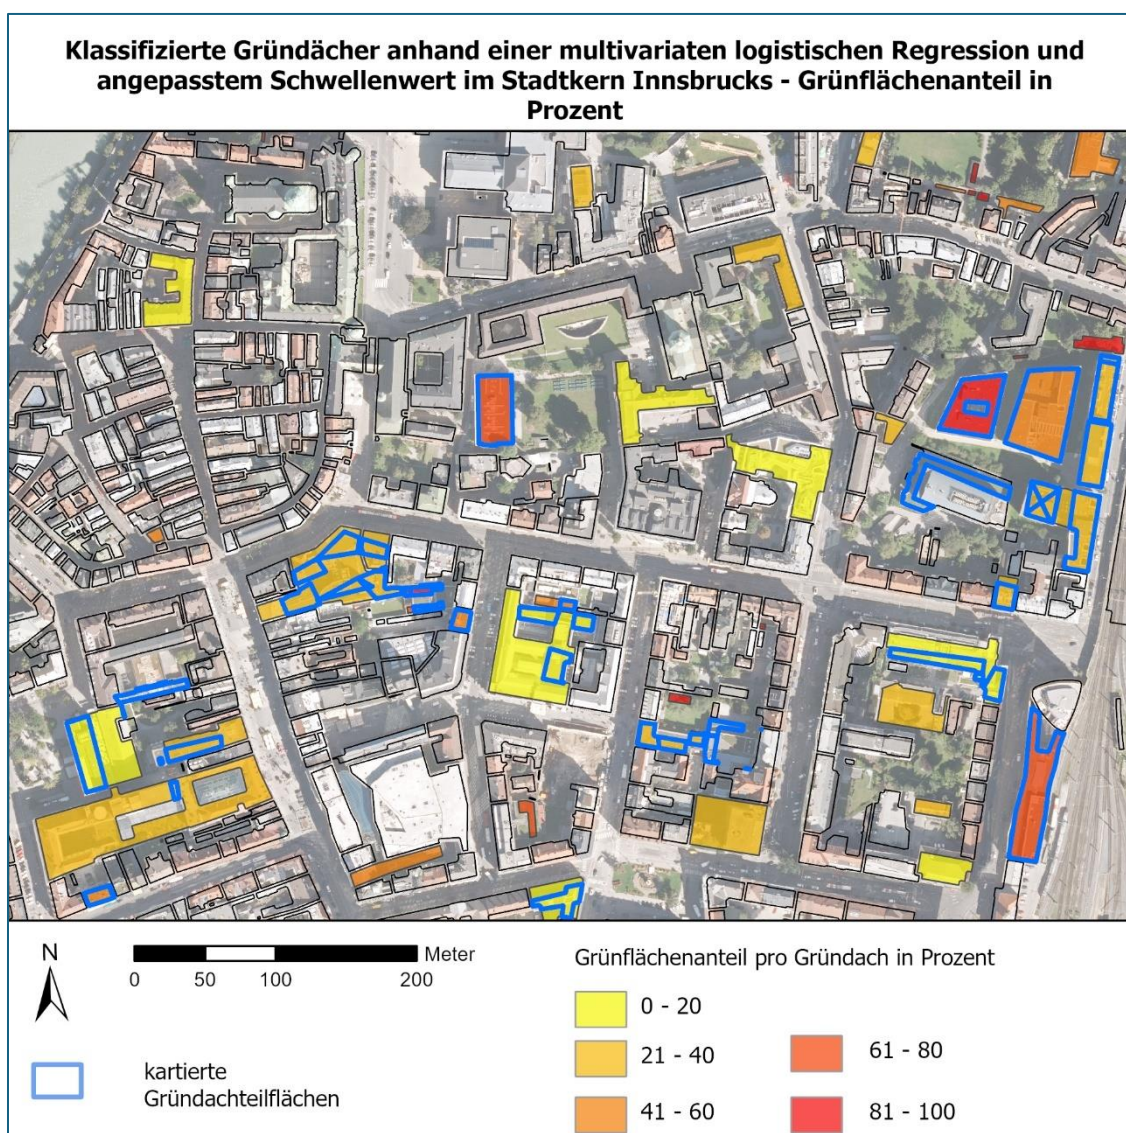 Klassifizierte Gründächer anhand einer multivariaten logistischen Regression und
angepasstem Schwellenwert im Stadtkern Innsbrucks - Grünflächenanteil in
Prozent
N
Meter
0 50 100 200
kartierte
Gründachteilflächen
Grünflächenanteil pro Gründach in Prozent
0 - 20
21 - 40
41 - 60
61 - 80
81 - 100